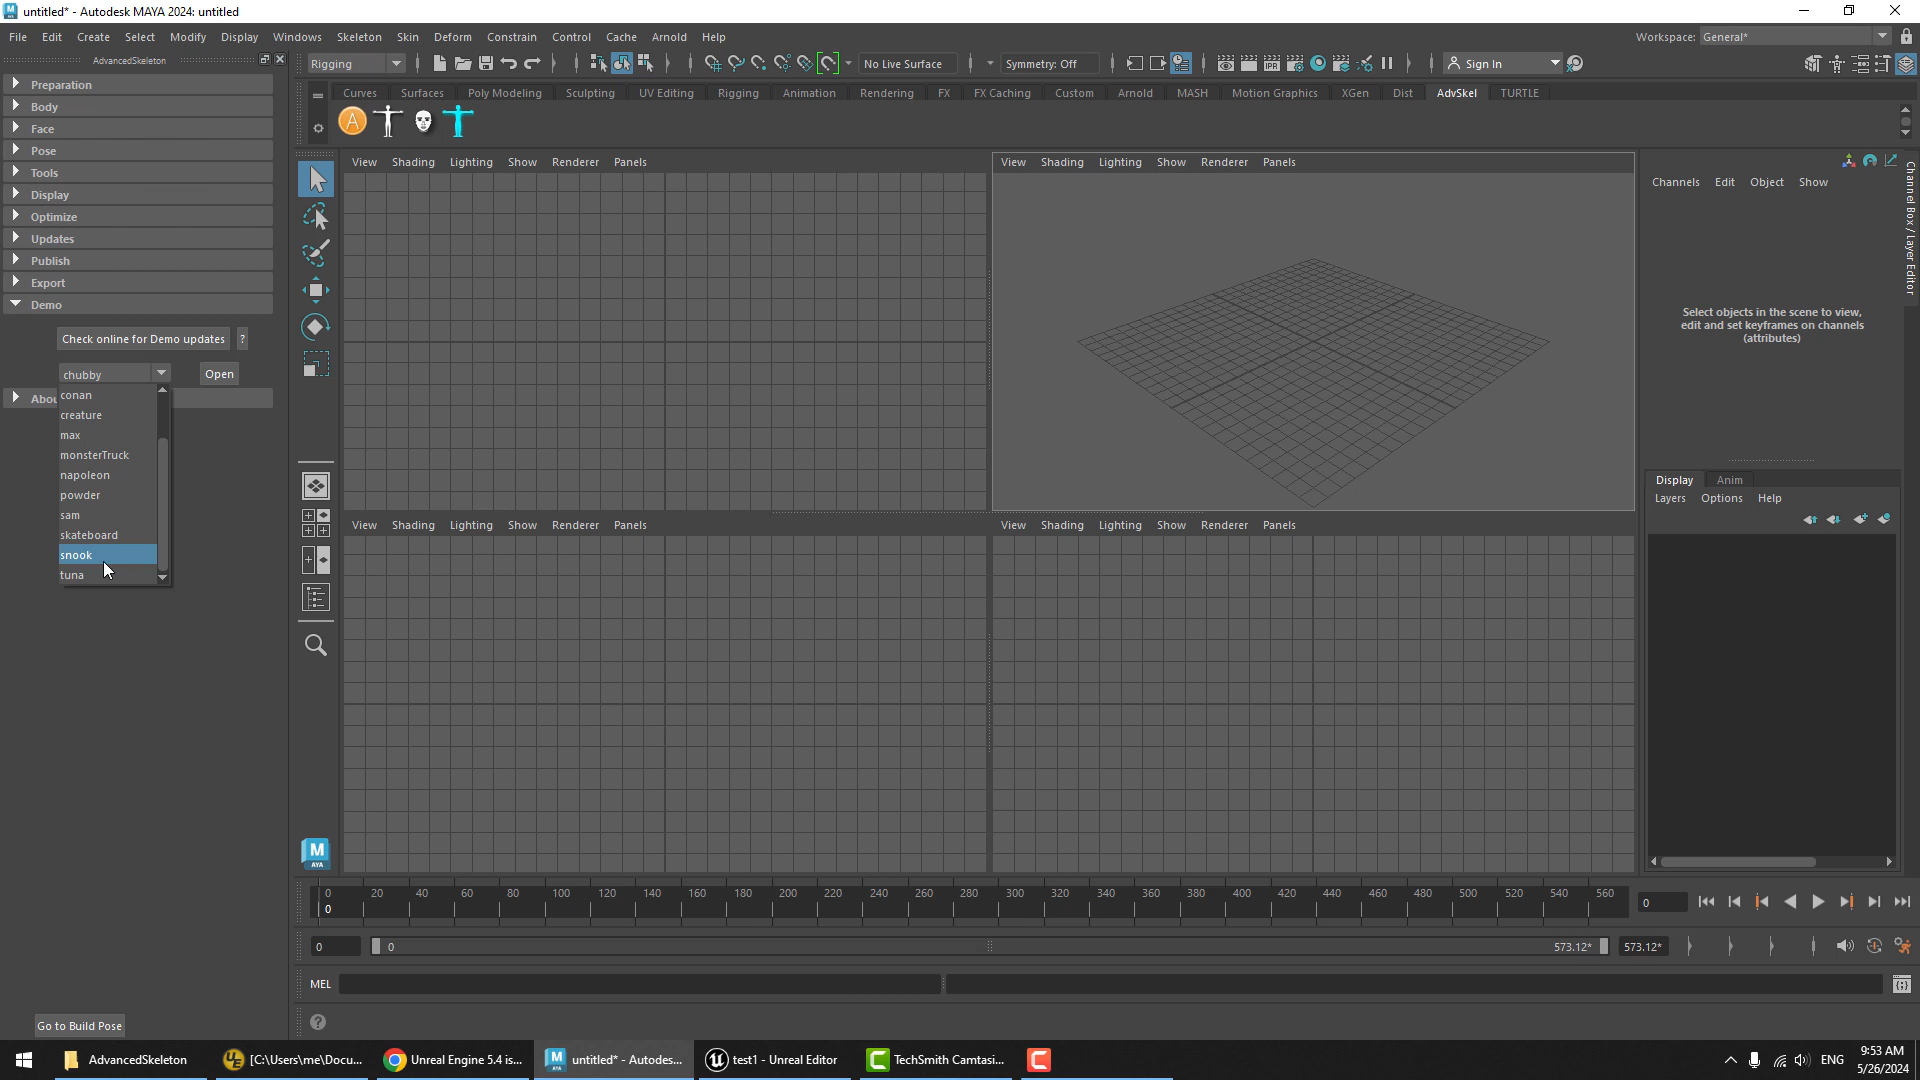 untitled* - Autodesk MAYA 2024: untitled
File Edit Create Select Modify Display Windows Skeleton Skin Deform Constrain Control Cache Arnold Help
Workspace: General*
AdvancedSkeleton
Rigging
No Live Surface
Symmetry: Off
Sign In
Preparation
Body
Face
Pose
Tools
Display
Optimize
Updates
Publish
Export
Demo
Check online for Demo updates ?
chubby Open
conan
Abou
creature
max
monsterTruck
napoleon
powder
sam
skateboard
snook
tuna
Go to Build Pose
Curves Surfaces Poly Modeling Sculpting UV Editing Rigging Animation Rendering FX FX Caching Custom Arnold MASH Motion Graphics XGen Dist AdvSkel TURTLE
A
IPR
View Shading Lighting Show Renderer Panels
View Shading Lighting Show Renderer Panels
View Shading Lighting Show Renderer Panels
View Shading Lighting Show Renderer Panels
M
AYA
Channels Edit Object Show
Channel Box / Layer Editor
Select objects in the scene to view,
edit and set keyframes on channels
(attributes)
Display Anim
Layers Options Help
0 20 40 60 80 100 120 140 160 180 200 220 240 260 280 300 320 340 360 380 400 420 440 460 480 500 520 540 560
0
0
0 0 573.12* 573.12*
MEL
?
AdvancedSkeleton
[C:\Users\me\Docu...
Unreal Engine 5.4 is...
untitled* - Autodes...
test1 - Unreal Editor
TechSmith Camtasi...
ENG
9:53 AM
5/26/2024